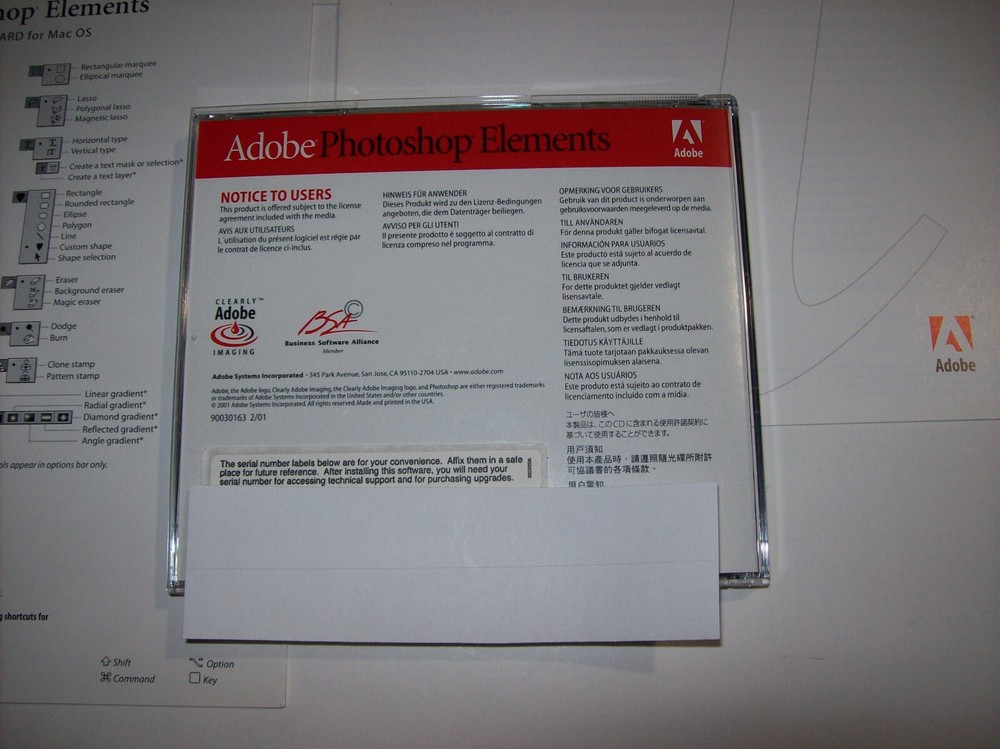 hop Elements
ARD for Mac OS
Rectangular marquee
Elliptical marquee
Lasso
Polygonal lasso
Magnetic lasso
Horizontal type
Vertical type
Create a text mask or selection*
Create a text layer*
Rectangle
Rounded rectangle
Ellipse
Polygon
Line
Custom shape
Shape selection
Eraser
Background eraser
Magic eraser
Dodge
Burn
Clone stamp
Pattern stamp
Linear gradient*
Radial gradient*
Diamond gradient*
Reflected gradient*
Angle gradient*
ols appear in options bar only.
g shortcuts for
Shift
Option
⌘ Command
Key
Adobe® Photoshop® Elements
Adobe
NOTICE TO USERS
This product is offered subject to the license
agreement included with the media.
AVIS AUX UTILISATEURS
L'utilisation du présent logiciel est régie par
le contrat de licence ci-inclus.
HINWEIS FÜR ANWENDER
Dieses Produkt wird zu den Lizenz-Bedingungen
angeboten, die dem Datenträger beiliegen.
AVVISO PER GLI UTENTI
Il presente prodotto è soggetto al contratto di
licenza compreso nel programma.
OPMERKING VOOR GEBRUIKERS
Gebruik van dit product is onderworpen aan
gebruiksvoorwaarden meegeleverd op de media.
TILL ANVÄNDAREN
För denna produkt gäller bifogat licensavtal.
INFORMACIÓN PARA USUARIOS
Este producto está sujeto al acuerdo de
licencia que se adjunta.
TIL BRUKEREN
For dette produktet gjelder vedlagt
lisensavtale.
BEMÆRKNING TIL BRUGEREN
Dette produkt udbydes i henhold til
licensaftalen, som er vedlagt i produktpakken.
TIEDOTUS KÄYTTÄJILLE
Tämä tuote tarjotaan pakkauksessa olevan
lisenssisopimuksen alaisena.
NOTA AOS USUÁRIOS
Este produto está sujeito ao contrato de
licenciamento incluído com a mídia.
ユーザの皆様へ
本製品は、このCDに含まれる使用許諾契約に
基づいて使用することができます。
用戶須知
使用本產品時，請遵照隨光碟所附許
可協議書的各項條款。
用户需知
CLEARLY™
Adobe
IMAGING
BSA ©
Business Software Alliance
Member
Adobe Systems Incorporated • 345 Park Avenue, San Jose, CA 95110-2704 USA • www.adobe.com
Adobe, the Adobe logo, Clearly Adobe Imaging, the Clearly Adobe Imaging logo, and Photoshop are either registered trademarks
or trademarks of Adobe Systems Incorporated in the United States and/or other countries.
© 2001 Adobe Systems Incorporated. All rights reserved. Made and printed in the USA.
90030163 2/01
The serial number labels below are for your convenience. Affix them in a safe
place for future reference. After installing this software, you will need your
serial number for accessing technical support and for purchasing upgrades.
Adobe